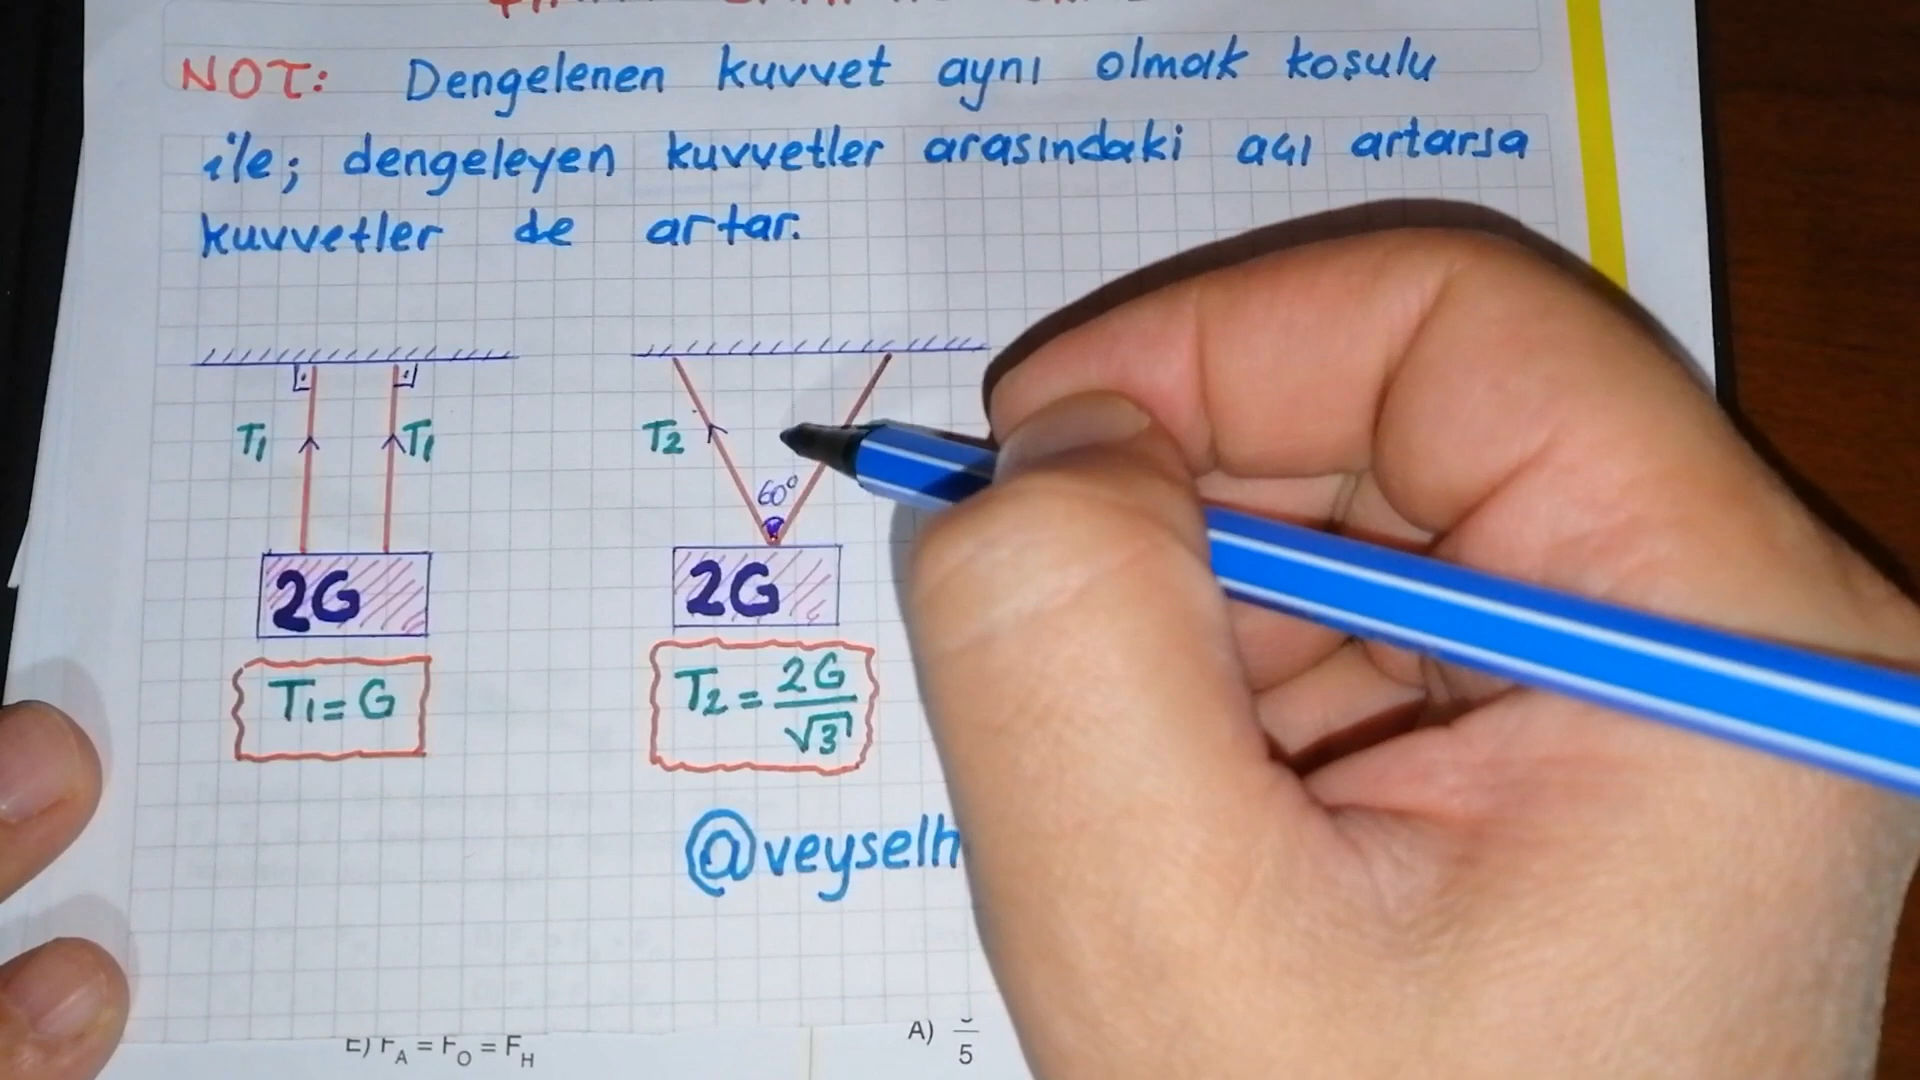 NOT: Dengelenen kuvvet aynı olmak koşulu
ile; dengeleyen kuvvetler arasındaki açı artarsa
kuvvetler de artar.
T1 T1
2G
T1 = G
T2
60°
2G
T2 = 2G/√3
@veyselh
E) FA = FO = FH
A) 5